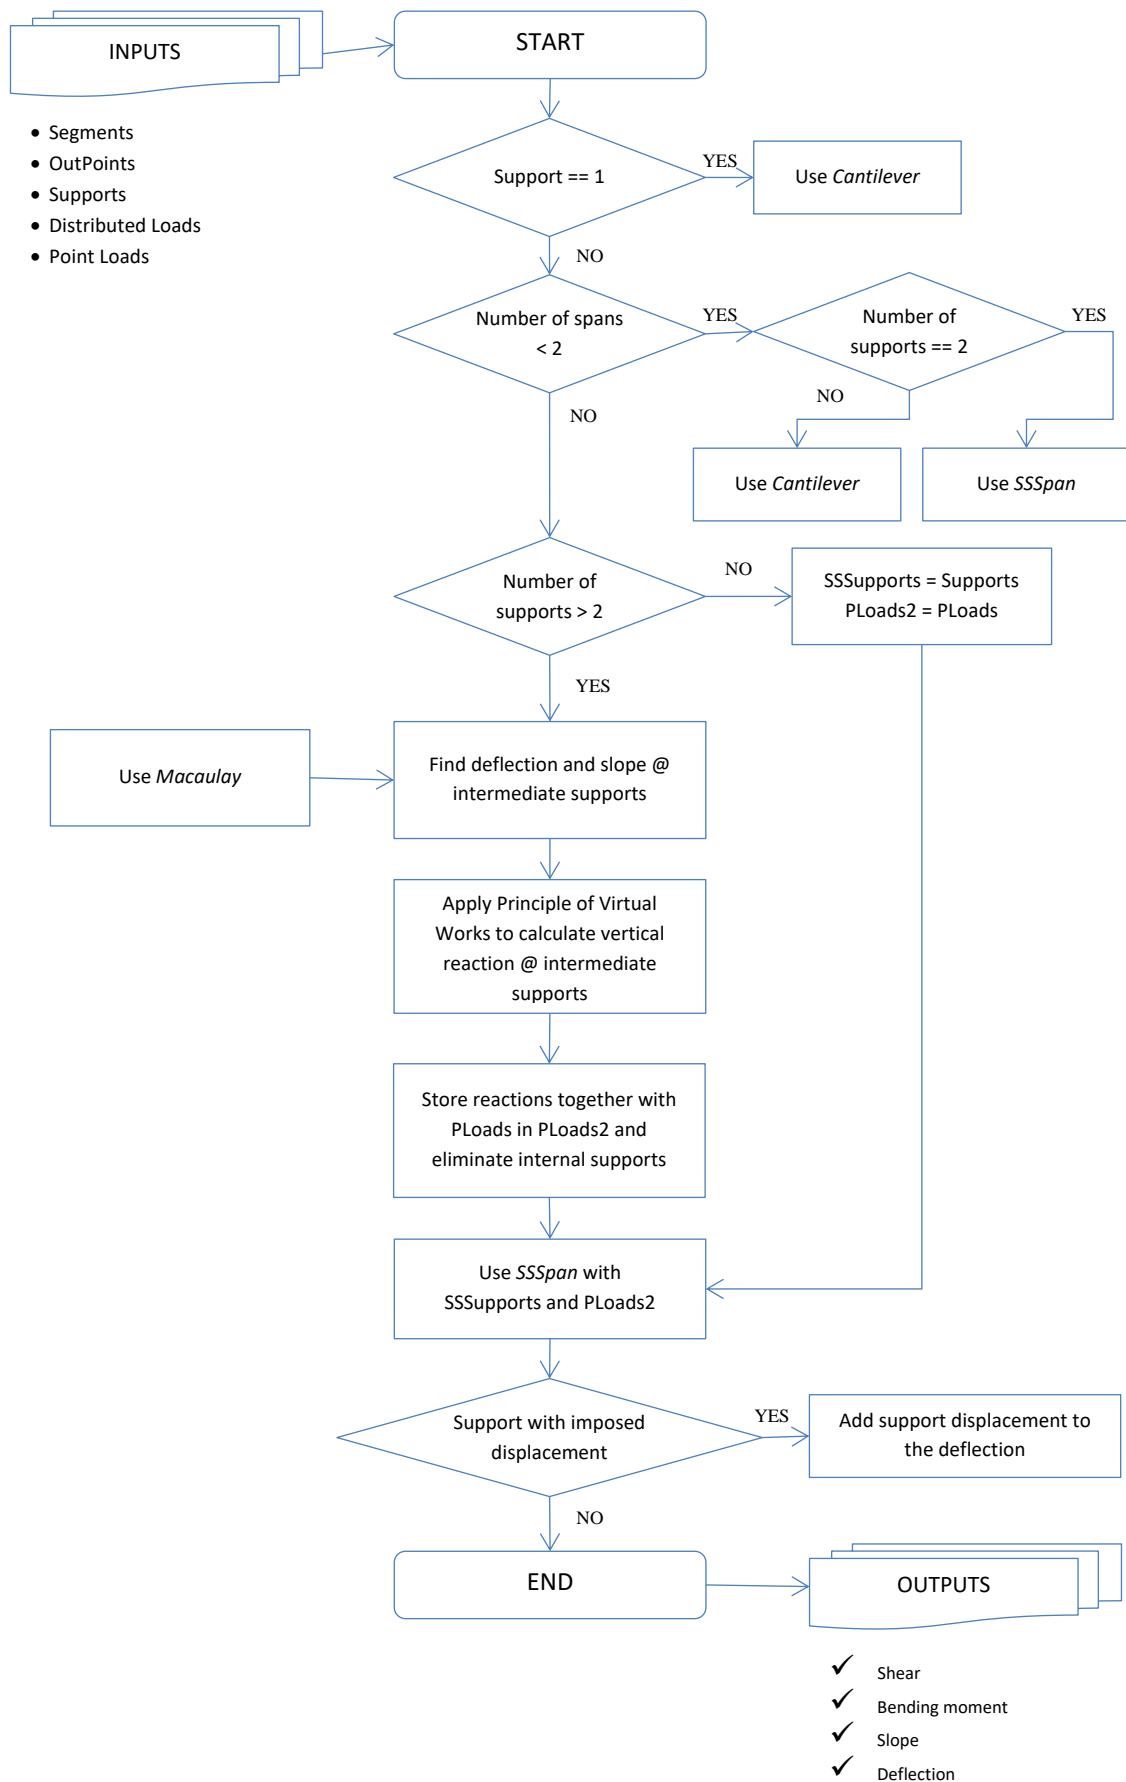 INPUTS
START
• Segments
• OutPoints
• Supports
• Distributed Loads
• Point Loads
Support == 1
YES
Use Cantilever
NO
Number of spans
< 2
YES
Number of
supports == 2
YES
NO
NO
Use Cantilever
Use SSSpan
Number of
supports > 2
NO
SSSupports = Supports
PLoads2 = PLoads
YES
Use Macaulay
Find deflection and slope @
intermediate supports
Apply Principle of Virtual
Works to calculate vertical
reaction @ intermediate
supports
Store reactions together with
PLoads in PLoads2 and
eliminate internal supports
Use SSSpan with
SSSupports and PLoads2
Support with imposed
displacement
YES
Add support displacement to
the deflection
NO
END
OUTPUTS
✓ Shear
✓ Bending moment
✓ Slope
✓ Deflection